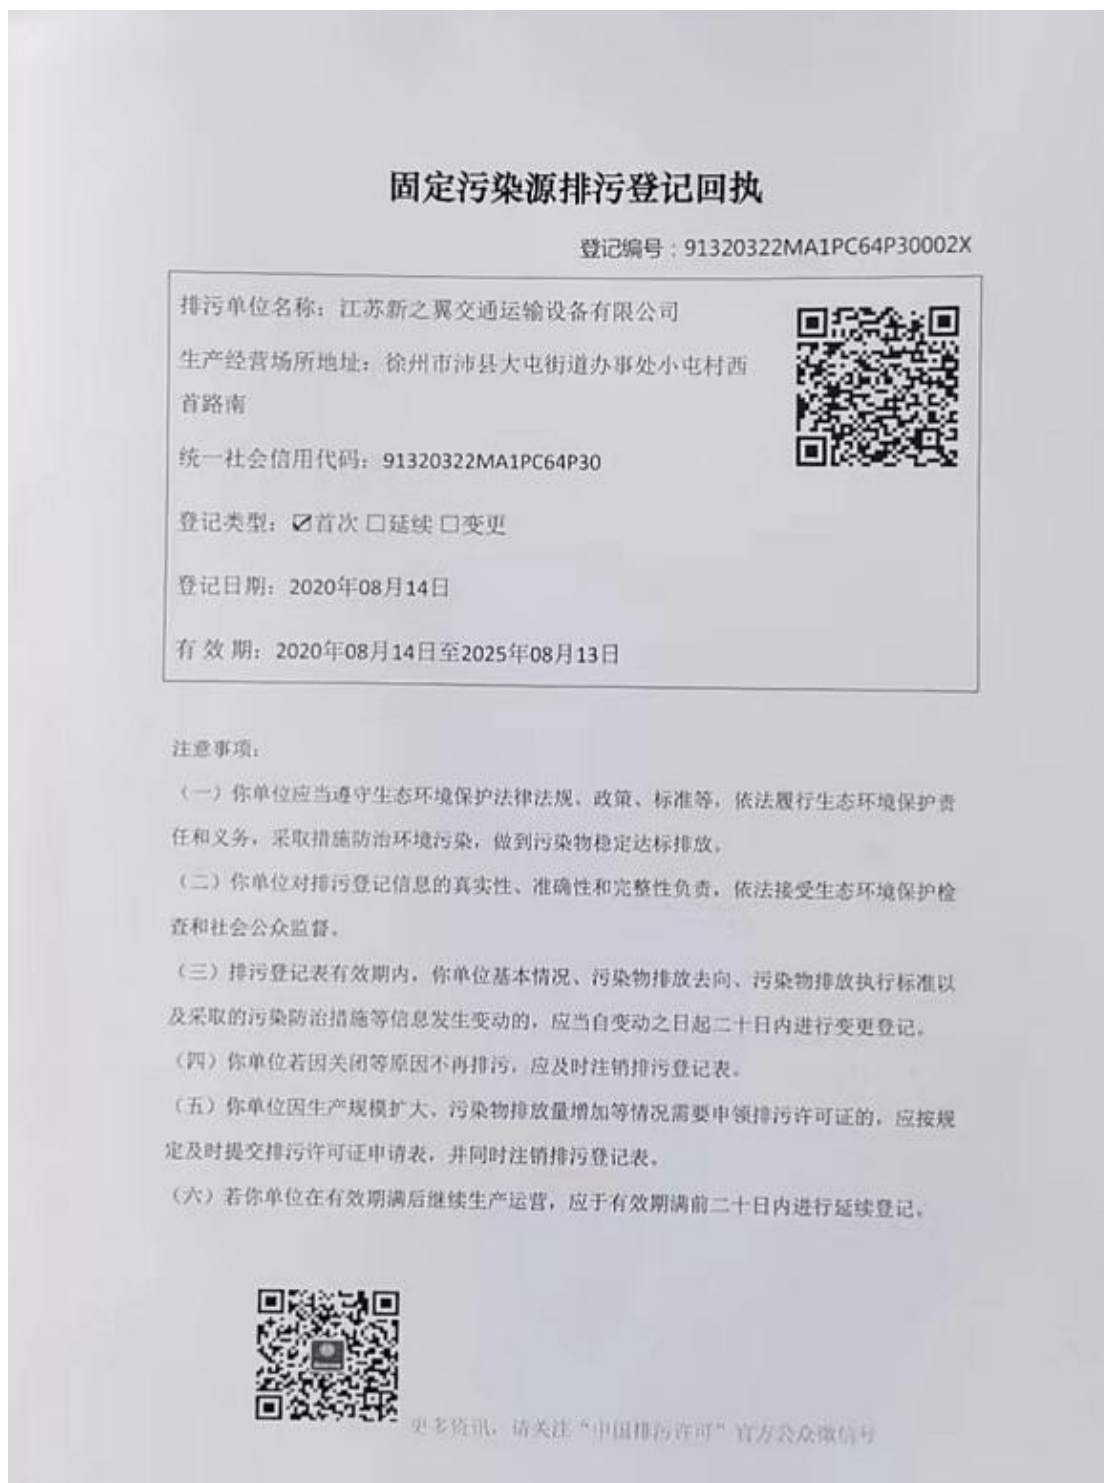 固定污染源排污登记回执
登记编号：91320322MA1PC64P30002X
排污单位名称：江苏新之翼交通运输设备有限公司
生产经营场所地址：徐州市沛县大屯街道办事处小屯村西
首路南
统一社会信用代码：91320322MA1PC64P30
登记类型：☑首次 □延续 □变更
登记日期：2020年08月14日
有 效 期：2020年08月14日至2025年08月13日
注意事项：
（一）你单位应当遵守生态环境保护法律法规、政策、标准等，依法履行生态环境保护责
任和义务，采取措施防治环境污染，做到污染物稳定达标排放。
（二）你单位对排污登记信息的真实性、准确性和完整性负责，依法接受生态环境保护检
查和社会公众监督。
（三）排污登记表有效期内，你单位基本情况、污染物排放去向、污染物排放执行标准以
及采取的污染防治措施等信息发生变动的，应当自变动之日起二十日内进行变更登记。
（四）你单位若因关闭等原因不再排污，应及时注销排污登记表。
（五）你单位因生产规模扩大、污染物排放量增加等情况需要申领排污许可证的，应按规
定及时提交排污许可证申请表，并同时注销排污登记表。
（六）若你单位在有效期满后继续生产运营，应于有效期满前二十日内进行延续登记。
更多资讯，请关注“中国排污许可”官方公众微信号